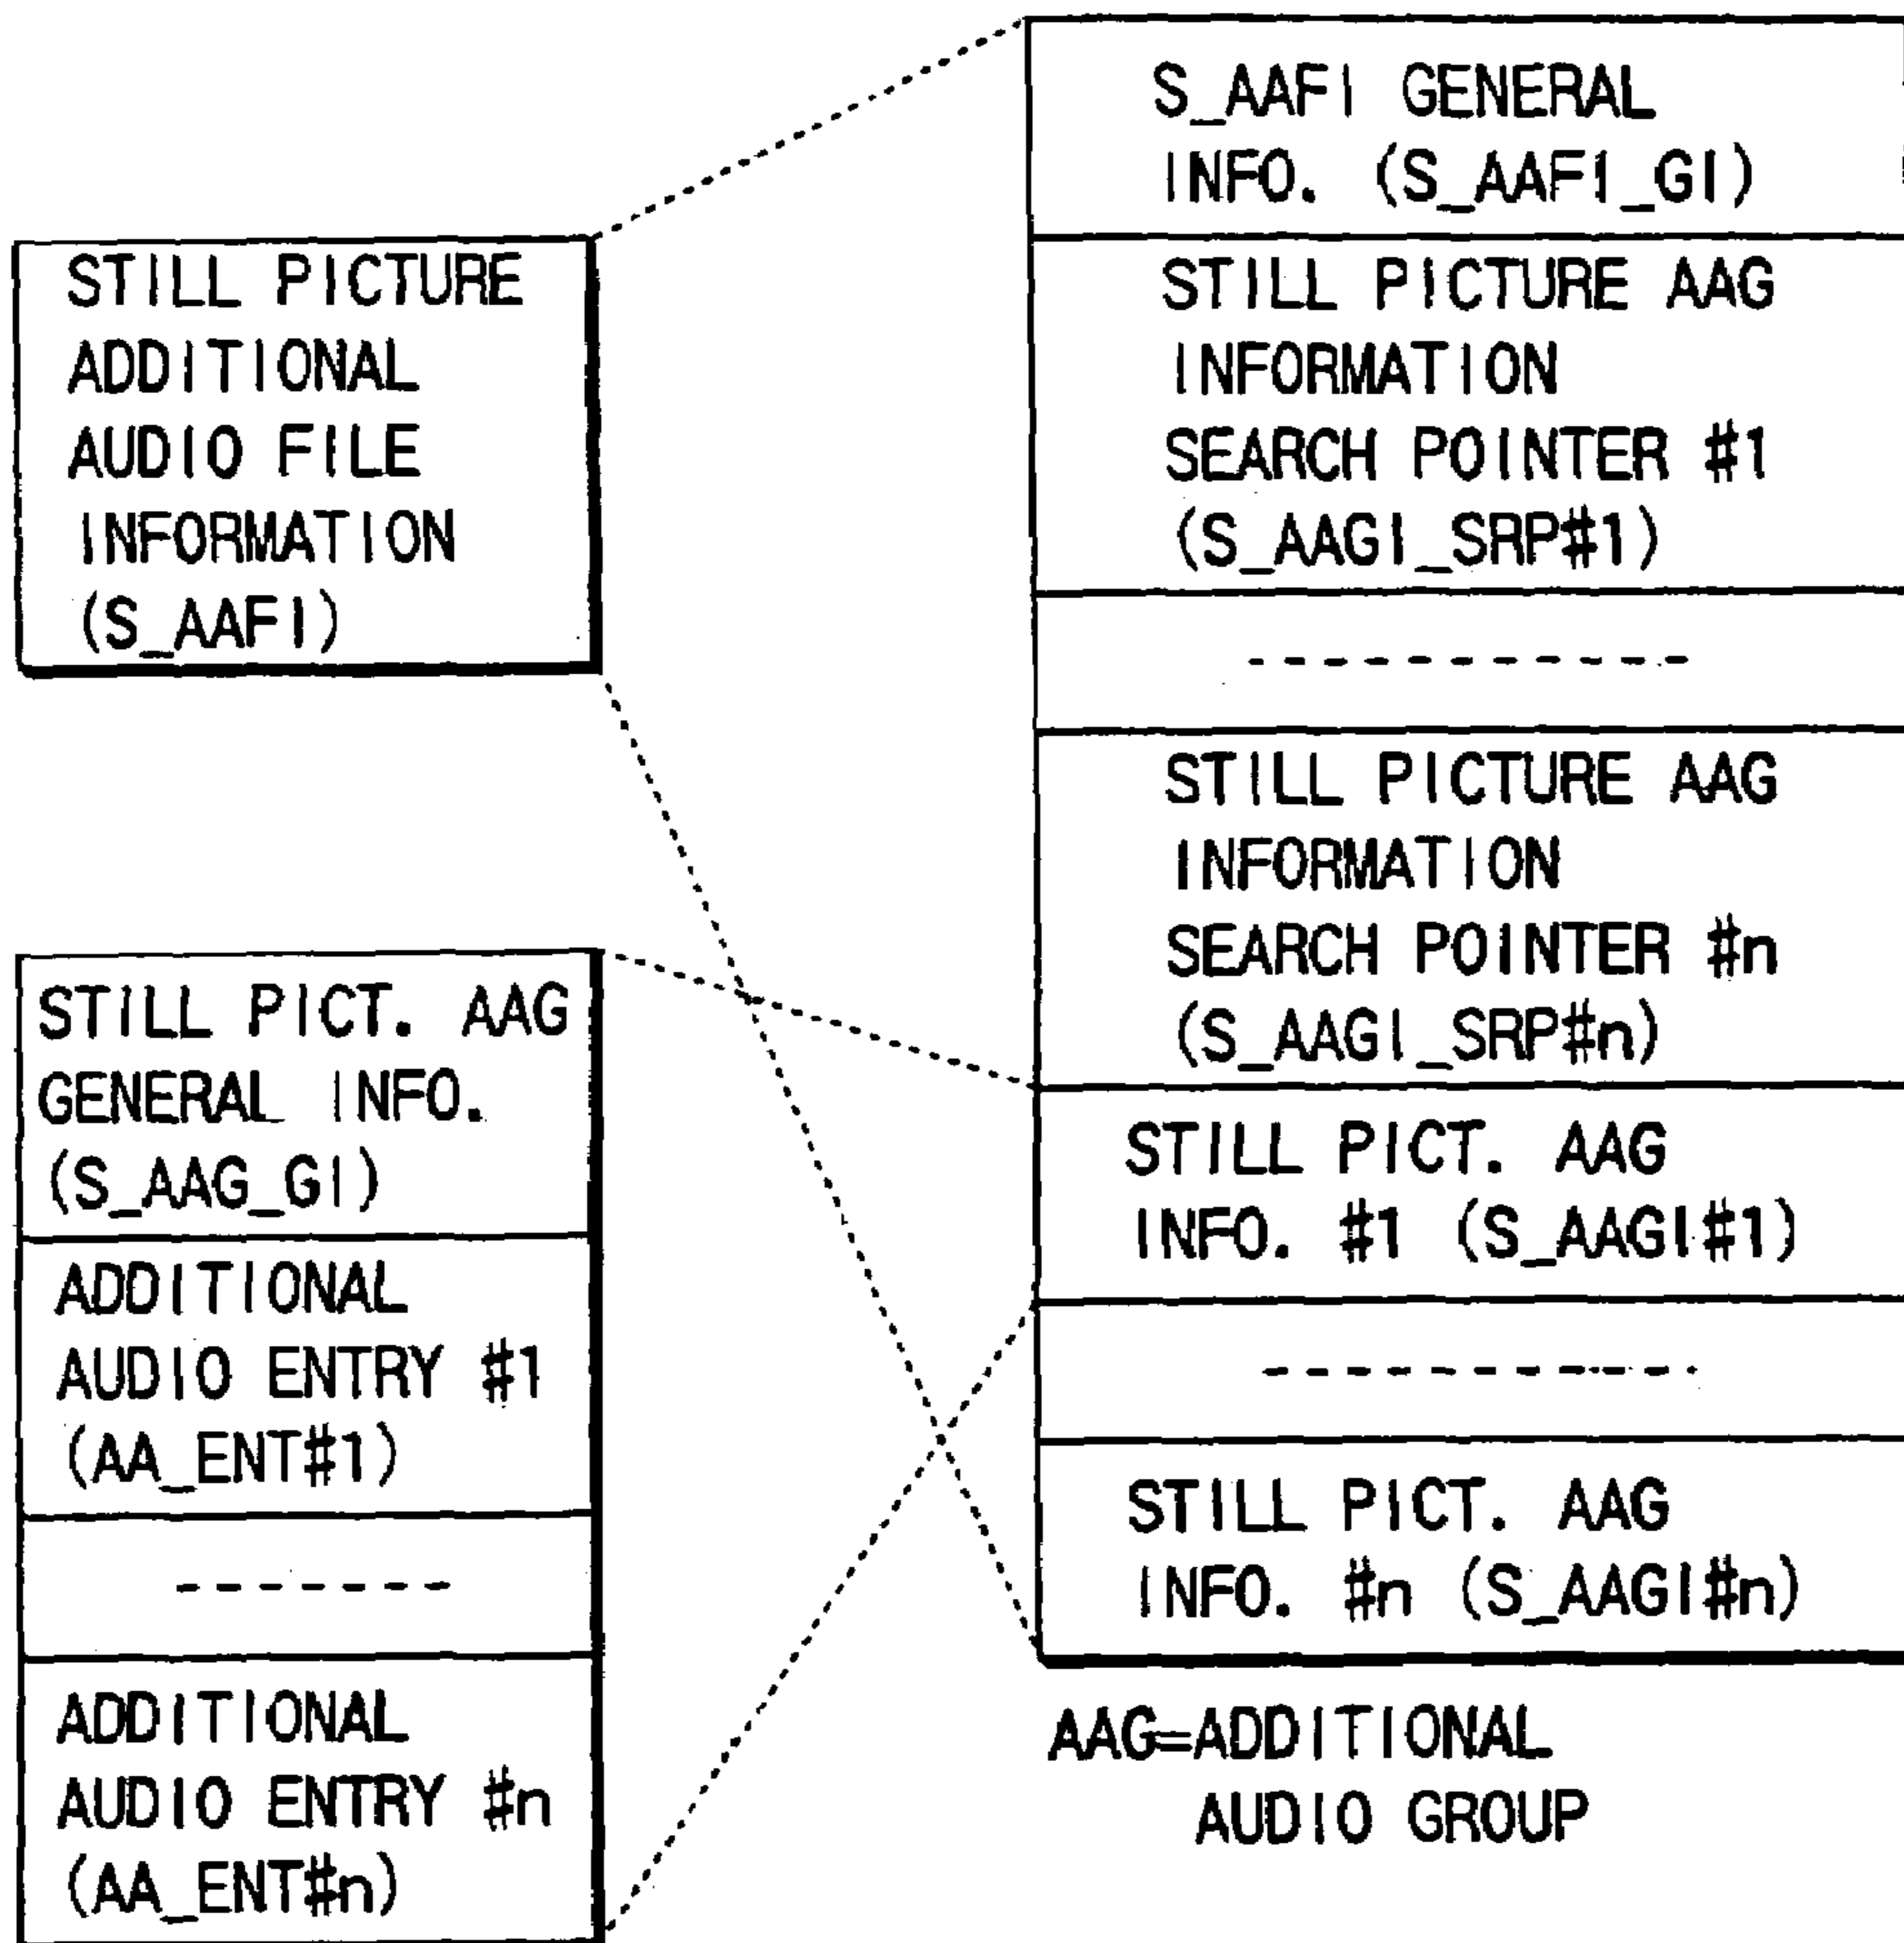 STILL PICTURE
ADDITIONAL
AUDIO FILE
INFORMATION
(S_AAFI)
S_AAFI GENERAL
INFO. (S_AAFI_GI)
STILL PICTURE AAG
INFORMATION
SEARCH POINTER #1
(S_AAGI_SRP#1)
STILL PICTURE AAG
INFORMATION
SEARCH POINTER #n
(S_AAGI_SRP#n)
STILL PICT. AAG
INFO. #1 (S_AAGI#1)
STILL PICT. AAG
INFO. #n (S_AAGI#n)
STILL PICT. AAG
GENERAL INFO.
(S_AAG_GI)
ADDITIONAL
AUDIO ENTRY #1
(AA_ENT#1)
ADDITIONAL
AUDIO ENTRY #n
(AA_ENT#n)
AAG=ADDITIONAL
AUDIO GROUP